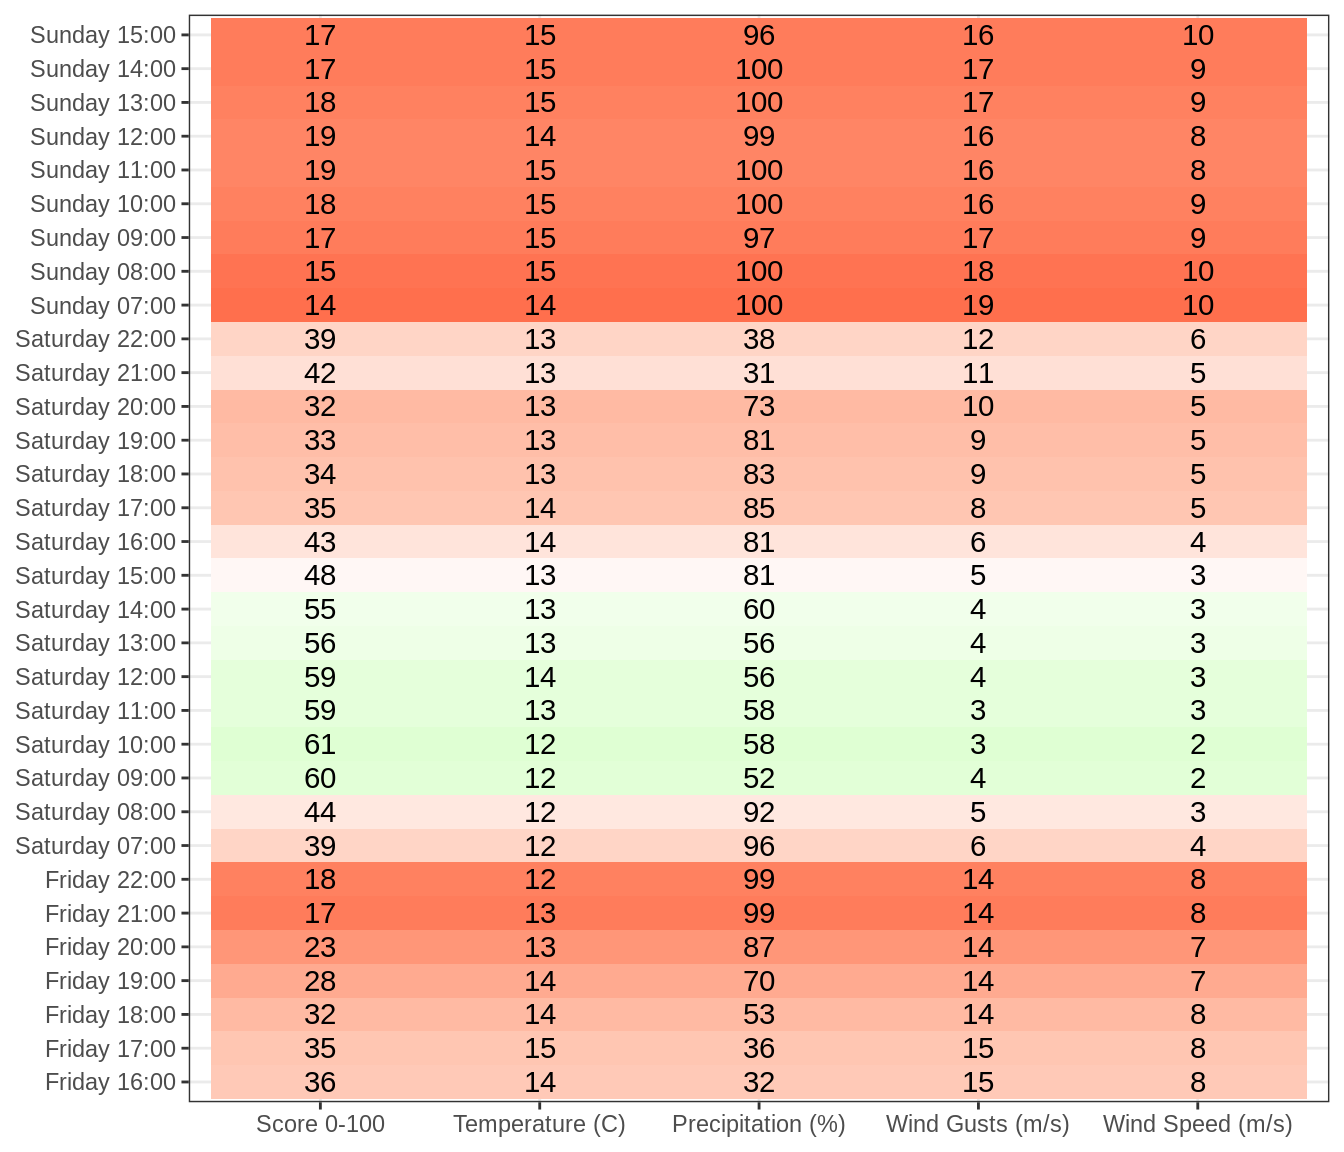 Sunday 15:00 17 15 96 16 10
Sunday 14:00 17 15 100 17 9
Sunday 13:00 18 15 100 17 9
Sunday 12:00 19 14 99 16 8
Sunday 11:00 19 15 100 16 8
Sunday 10:00 18 15 100 16 9
Sunday 09:00 17 15 97 17 9
Sunday 08:00 15 15 100 18 10
Sunday 07:00 14 14 100 19 10
Saturday 22:00 39 13 38 12 6
Saturday 21:00 42 13 31 11 5
Saturday 20:00 32 13 73 10 5
Saturday 19:00 33 13 81 9 5
Saturday 18:00 34 13 83 9 5
Saturday 17:00 35 14 85 8 5
Saturday 16:00 43 14 81 6 4
Saturday 15:00 48 13 81 5 3
Saturday 14:00 55 13 60 4 3
Saturday 13:00 56 13 56 4 3
Saturday 12:00 59 14 56 4 3
Saturday 11:00 59 13 58 3 3
Saturday 10:00 61 12 58 3 2
Saturday 09:00 60 12 52 4 2
Saturday 08:00 44 12 92 5 3
Saturday 07:00 39 12 96 6 4
Friday 22:00 18 12 99 14 8
Friday 21:00 17 13 99 14 8
Friday 20:00 23 13 87 14 7
Friday 19:00 28 14 70 14 7
Friday 18:00 32 14 53 14 8
Friday 17:00 35 15 36 15 8
Friday 16:00 36 14 32 15 8
Score 0-100 Temperature (C) Precipitation (%) Wind Gusts (m/s) Wind Speed (m/s)